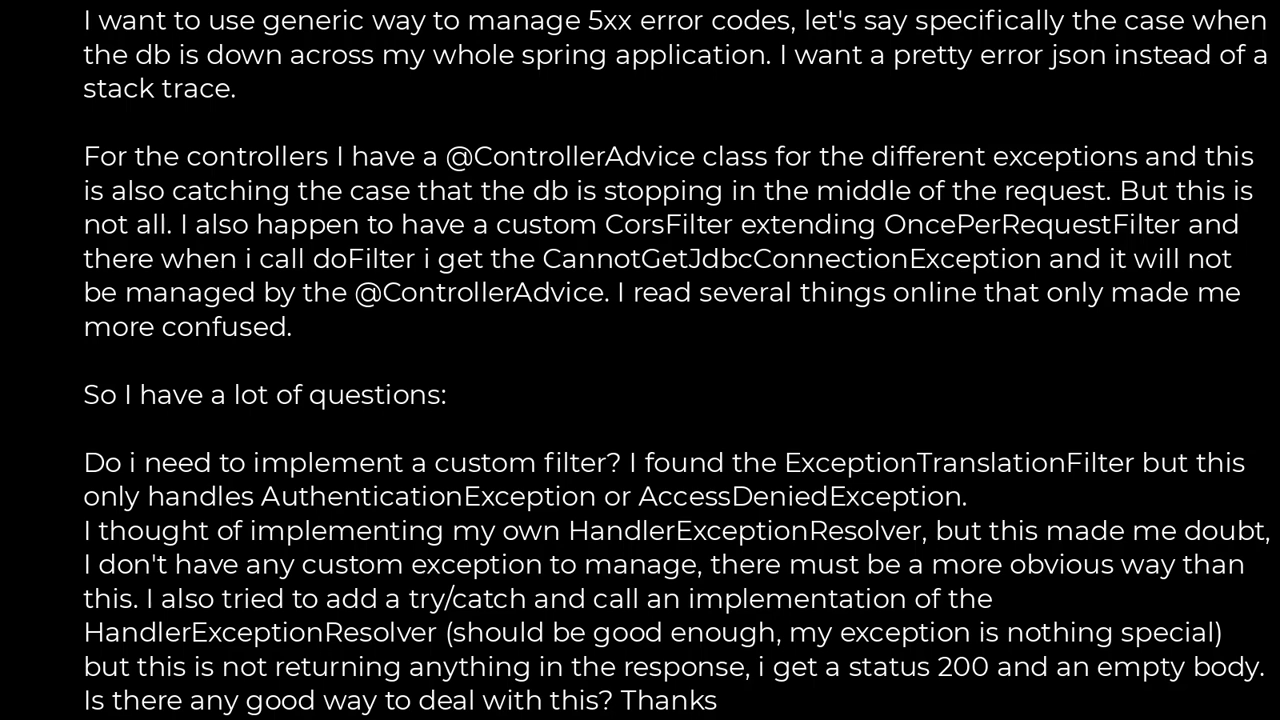 I want to use generic way to manage 5xx error codes, let's say specifically the case when
the db is down across my whole spring application. I want a pretty error json instead of a
stack trace.
For the controllers I have a @ControllerAdvice class for the different exceptions and this
is also catching the case that the db is stopping in the middle of the request. But this is
not all. I also happen to have a custom CorsFilter extending OncePerRequestFilter and
there when i call doFilter i get the CannotGetJdbcConnectionException and it will not
be managed by the @ControllerAdvice. I read several things online that only made me
more confused.
So I have a lot of questions:
Do i need to implement a custom filter? I found the ExceptionTranslationFilter but this
only handles AuthenticationException or AccessDeniedException.
I thought of implementing my own HandlerExceptionResolver, but this made me doubt,
I don't have any custom exception to manage, there must be a more obvious way than
this. I also tried to add a try/catch and call an implementation of the
HandlerExceptionResolver (should be good enough, my exception is nothing special)
but this is not returning anything in the response, i get a status 200 and an empty body.
Is there any good way to deal with this? Thanks